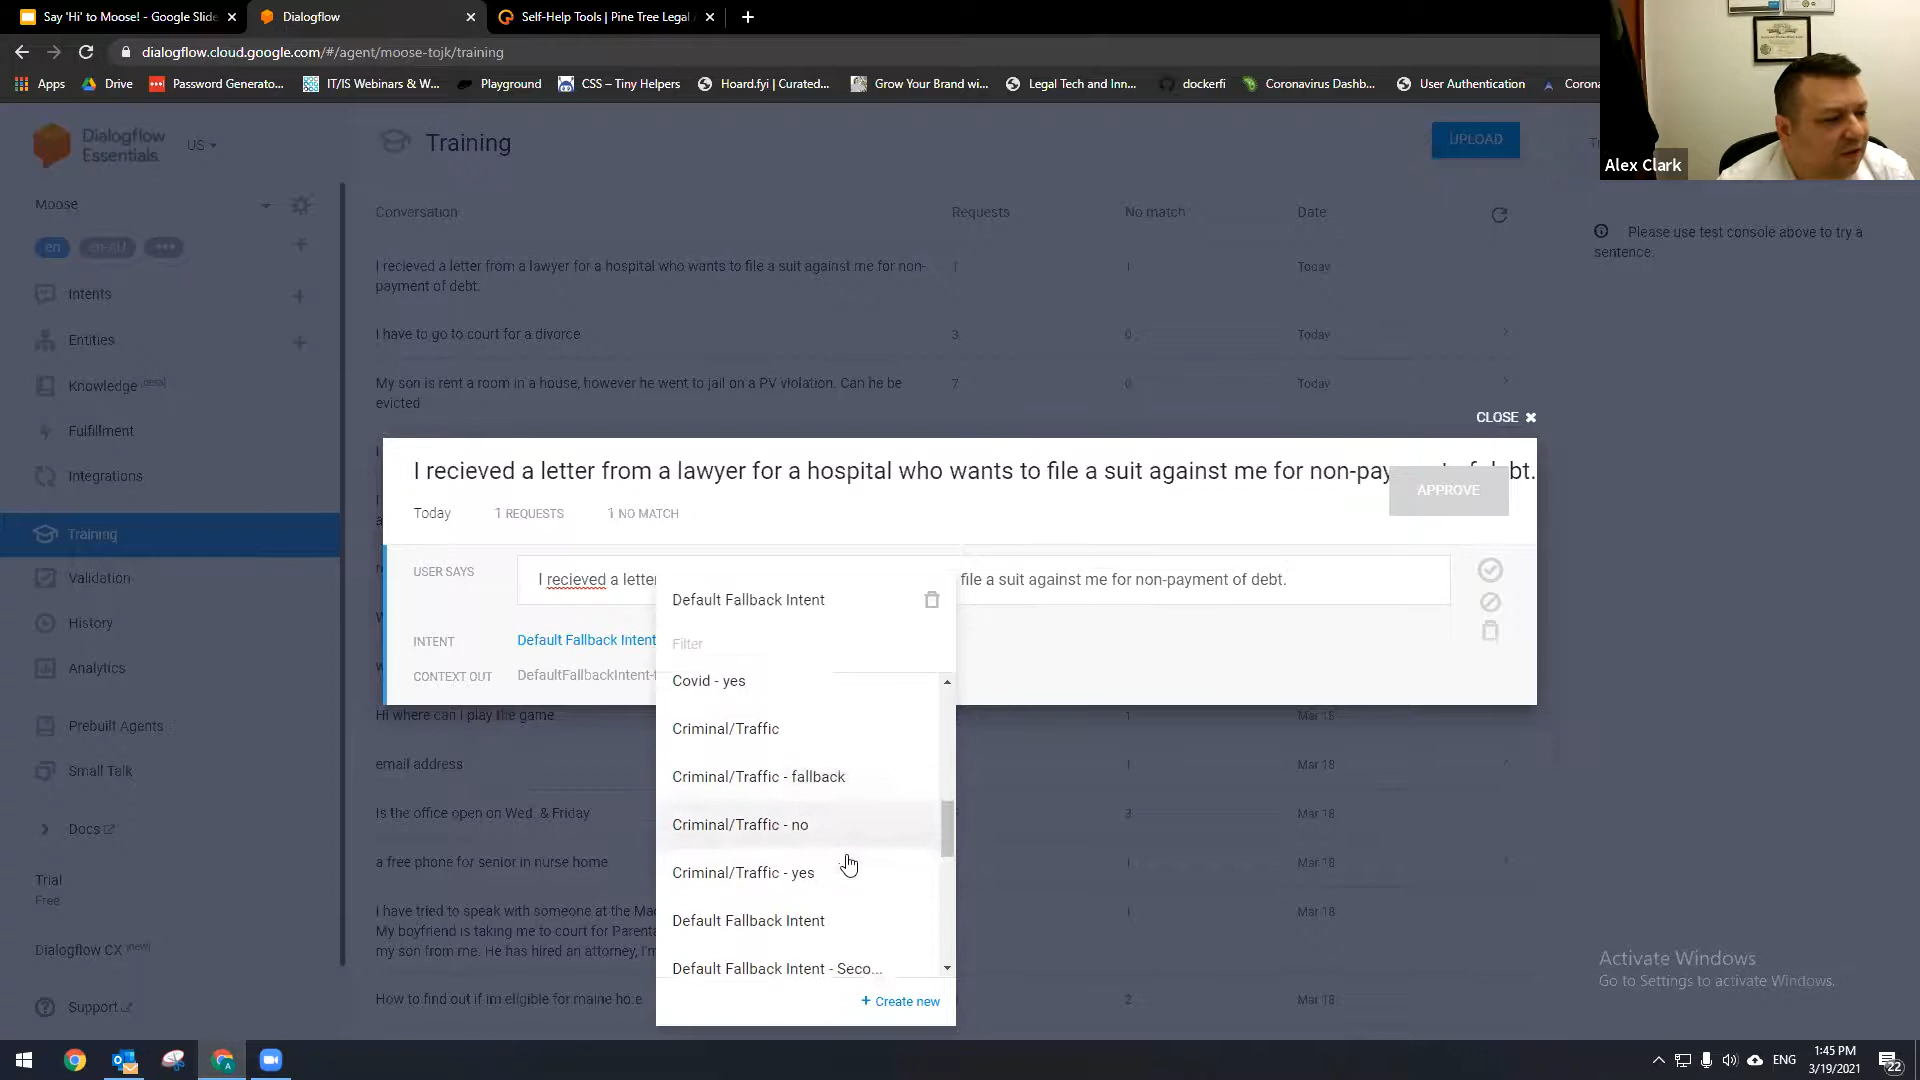 Say 'Hi' to Moose! - Google Slide
Dialogflow
Self-Help Tools | Pine Tree Legal
dialogflow.cloud.google.com/#/agent/moose-tojk/training
Apps
Drive
Password Generato...
IT/IS Webinars & W...
Playground
CSS – Tiny Helpers
Hoard.fyi | Curated...
Grow Your Brand wi...
Legal Tech and Inn...
dockerfi
Coronavirus Dashb...
User Authentication
Coron
Alex Clark
Dialogflow
Essentials
US
Training
UPLOAD
Moose
en
en-AU
Intents
Entities
Knowledge [beta]
Fulfillment
Integrations
Training
Validation
History
Analytics
Prebuilt Agents
Small Talk
Docs
Trial
Free
Dialogflow CX [new]
Support
Conversation
Requests
No match
Date
I recieved a letter from a lawyer for a hospital who wants to file a suit against me for non-
payment of debt.
1
1
Today
I have to go to court for a divorce
3
0
Today
My son is rent a room in a house, however he went to jail on a PV violation. Can he be
evicted
7
0
Today
Please use test console above to try a
sentence.
CLOSE
I recieved a letter from a lawyer for a hospital who wants to file a suit against me for non-payment of debt.
APPROVE
Today
1 REQUESTS
1 NO MATCH
USER SAYS
I recieved a letter
file a suit against me for non-payment of debt.
INTENT
Default Fallback Intent
CONTEXT OUT
DefaultFallbackIntent-f
Default Fallback Intent
Filter
Covid - yes
Criminal/Traffic
Criminal/Traffic - fallback
Criminal/Traffic - no
Criminal/Traffic - yes
Default Fallback Intent
Default Fallback Intent - Seco...
+ Create new
Hi where can I play the game
1
Mar 18
email address
1
Mar 18
Is the office open on Wed. & Friday
3
Mar 18
a free phone for senior in nurse home
1
Mar 18
I have tried to speak with someone at the Ma
My boyfriend is taking me to court for Parent
my son from me. He has hired an attorney, I'm
1
Mar 18
How to find out if im eligible for maine
2
Mar 18
Activate Windows
Go to Settings to activate Windows.
ENG
1:45 PM
3/19/2021
22